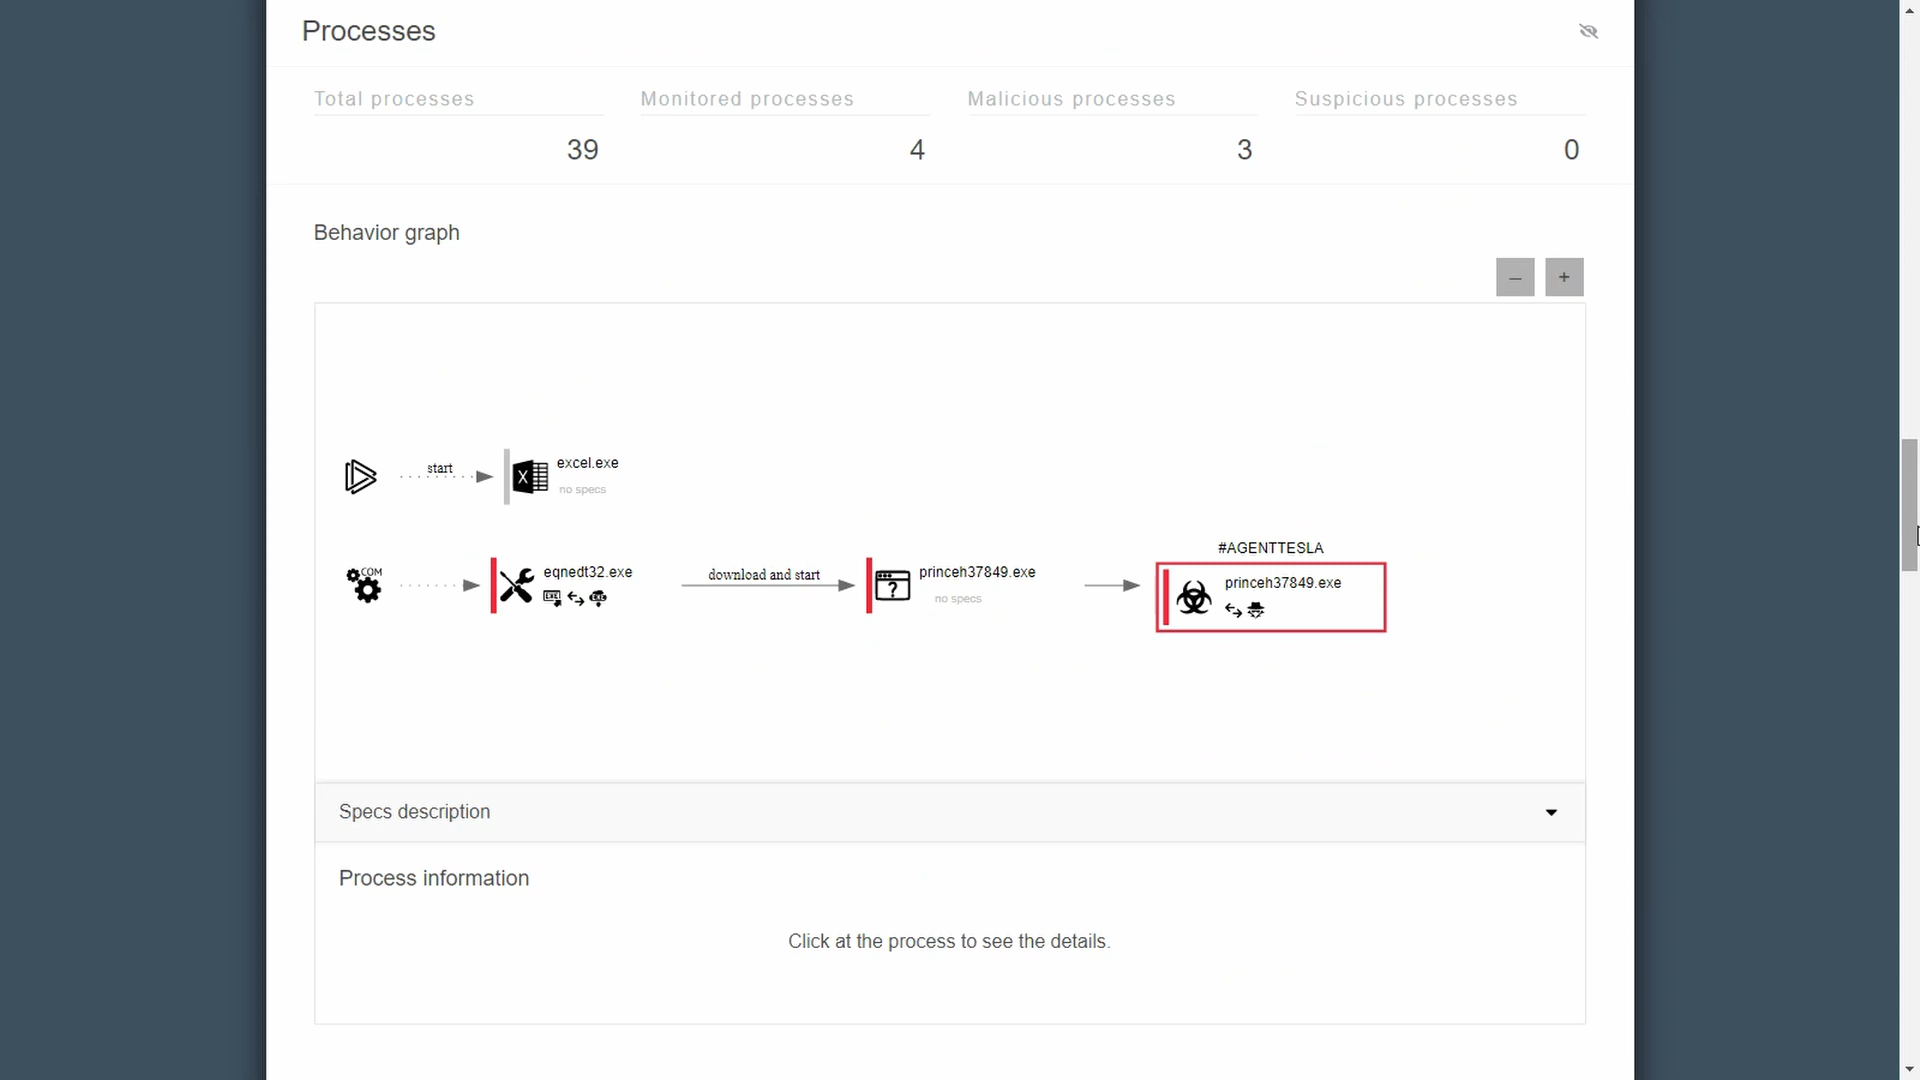 Processes
Total processes
Monitored processes
Malicious processes
Suspicious processes
39
4
3
0
Behavior graph
–
+
start
excel.exe
no specs
COM
eqnedt32.exe
download and start
princeh37849.exe
no specs
#AGENTTESLA
princeh37849.exe
Specs description
Process information
Click at the process to see the details.